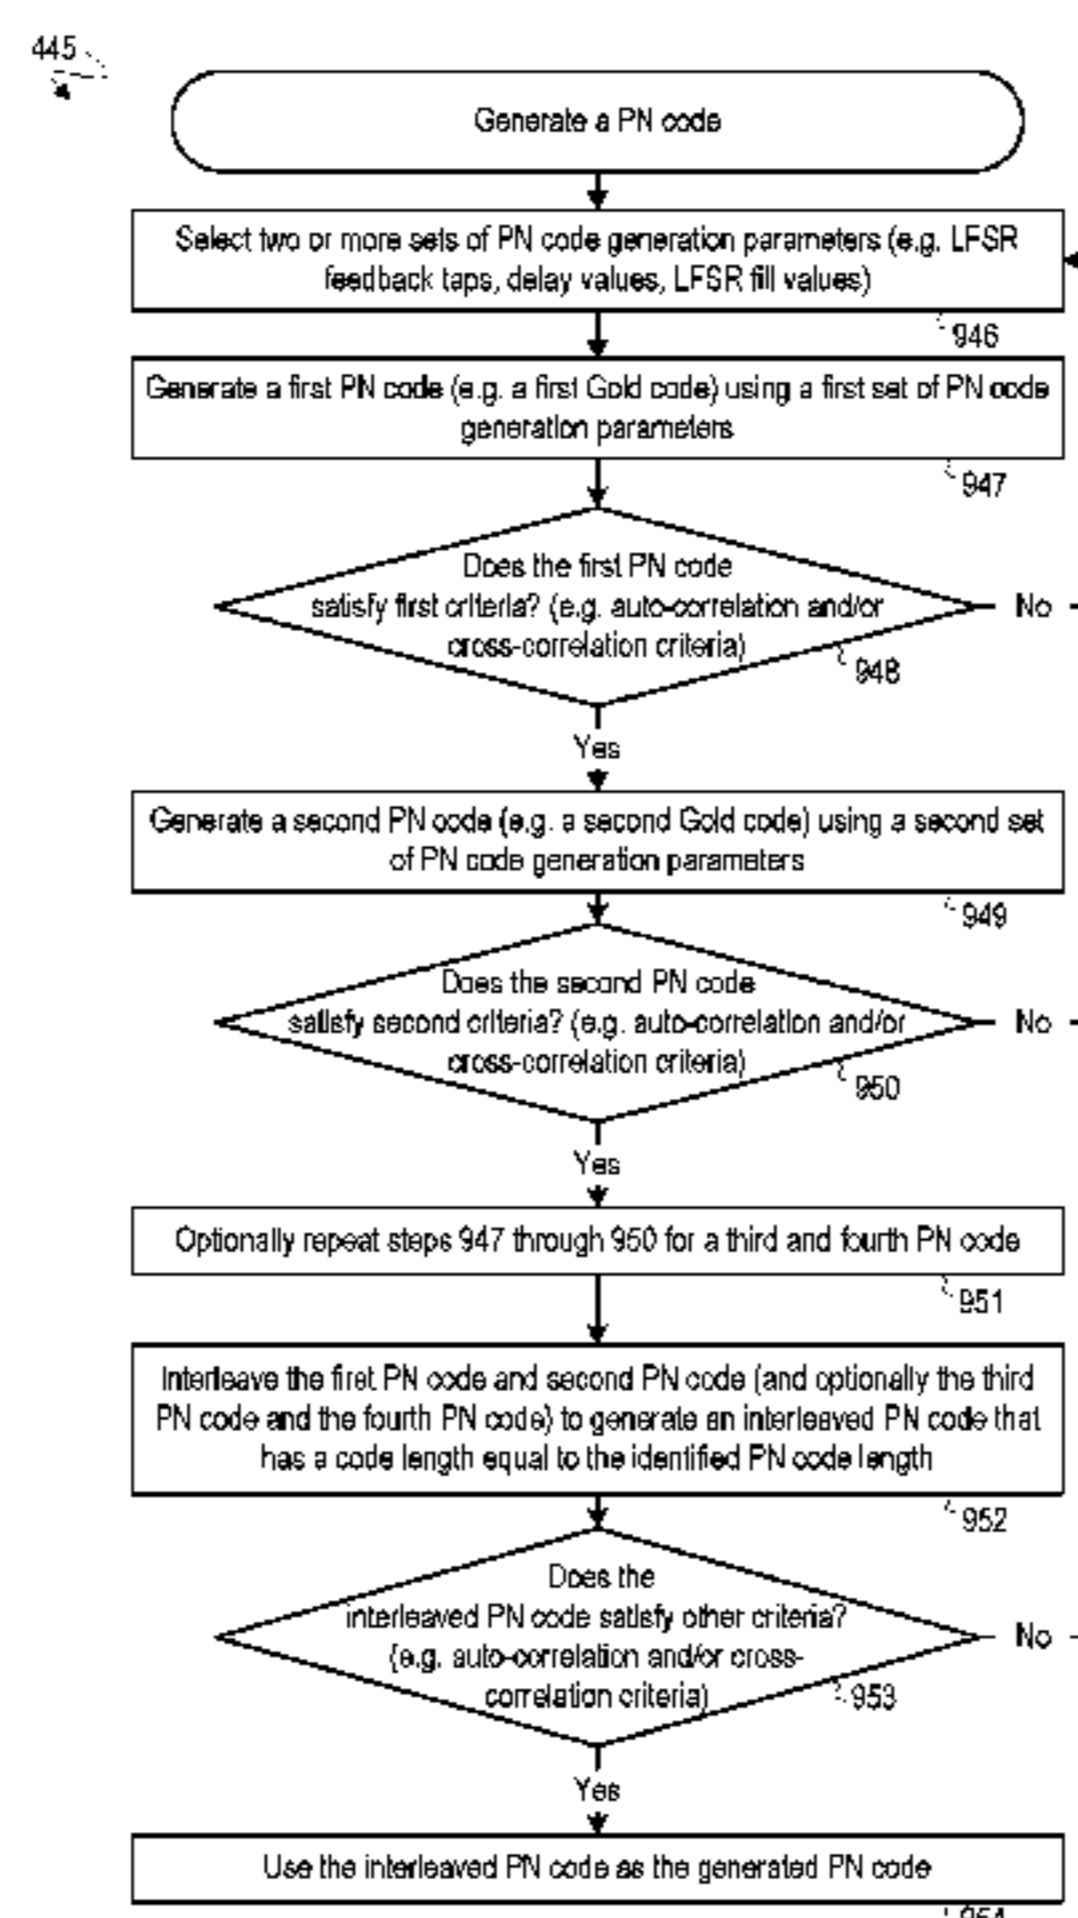 445
Generate a PN code
Select two or more sets of PN code generation parameters (e.g. LFSR
feedback taps, delay values, LFSR fill values)
946
Generate a first PN code (e.g. a first Gold code) using a first set of PN code
generation parameters
947
Does the first PN code
satisfy first criteria? (e.g. auto-correlation and/or
cross-correlation criteria)
No
948
Yes
Generate a second PN code (e.g. a second Gold code) using a second set
of PN code generation parameters
949
Does the second PN code
satisfy second criteria? (e.g. auto-correlation and/or
cross-correlation criteria)
No
950
Yes
Optionally repeat steps 947 through 950 for a third and fourth PN code
951
Interleave the first PN code and second PN code (and optionally the third
PN code and the fourth PN code) to generate an interleaved PN code that
has a code length equal to the identified PN code length
952
Does the
interleaved PN code satisfy other criteria?
(e.g. auto-correlation and/or cross-
correlation criteria)
No
953
Yes
Use the interleaved PN code as the generated PN code